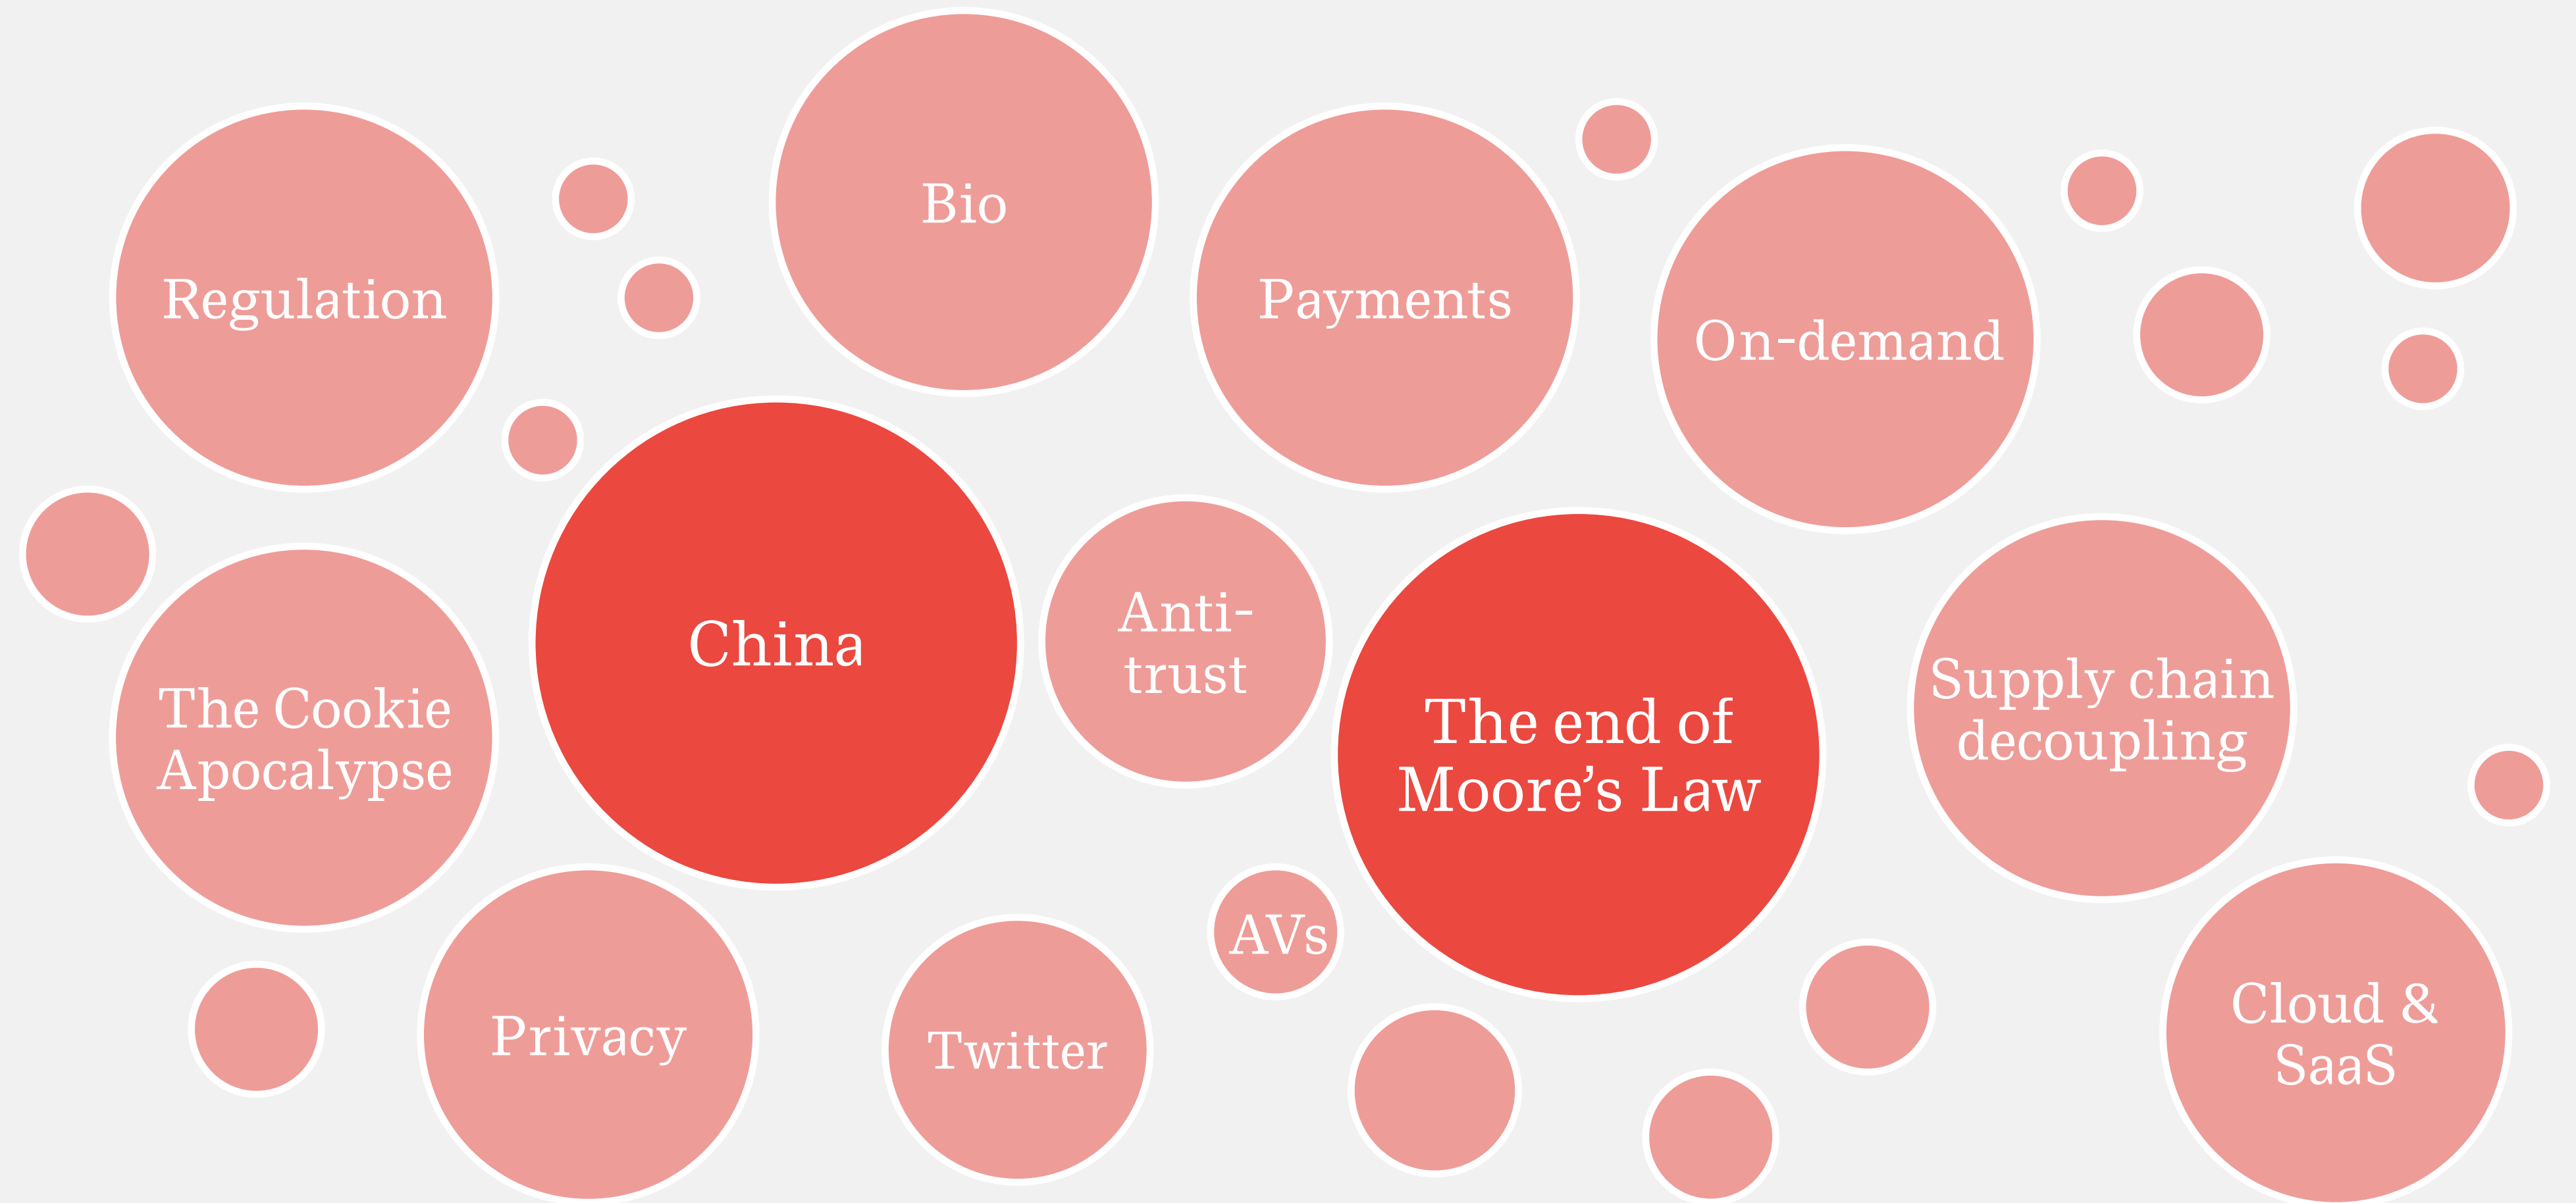 Bio
Regulation
Payments
On-demand
China
Anti-
trust
The end of
Moore’s Law
Supply chain
decoupling
The Cookie
Apocalypse
Privacy
Twitter
AVs
Cloud &
SaaS